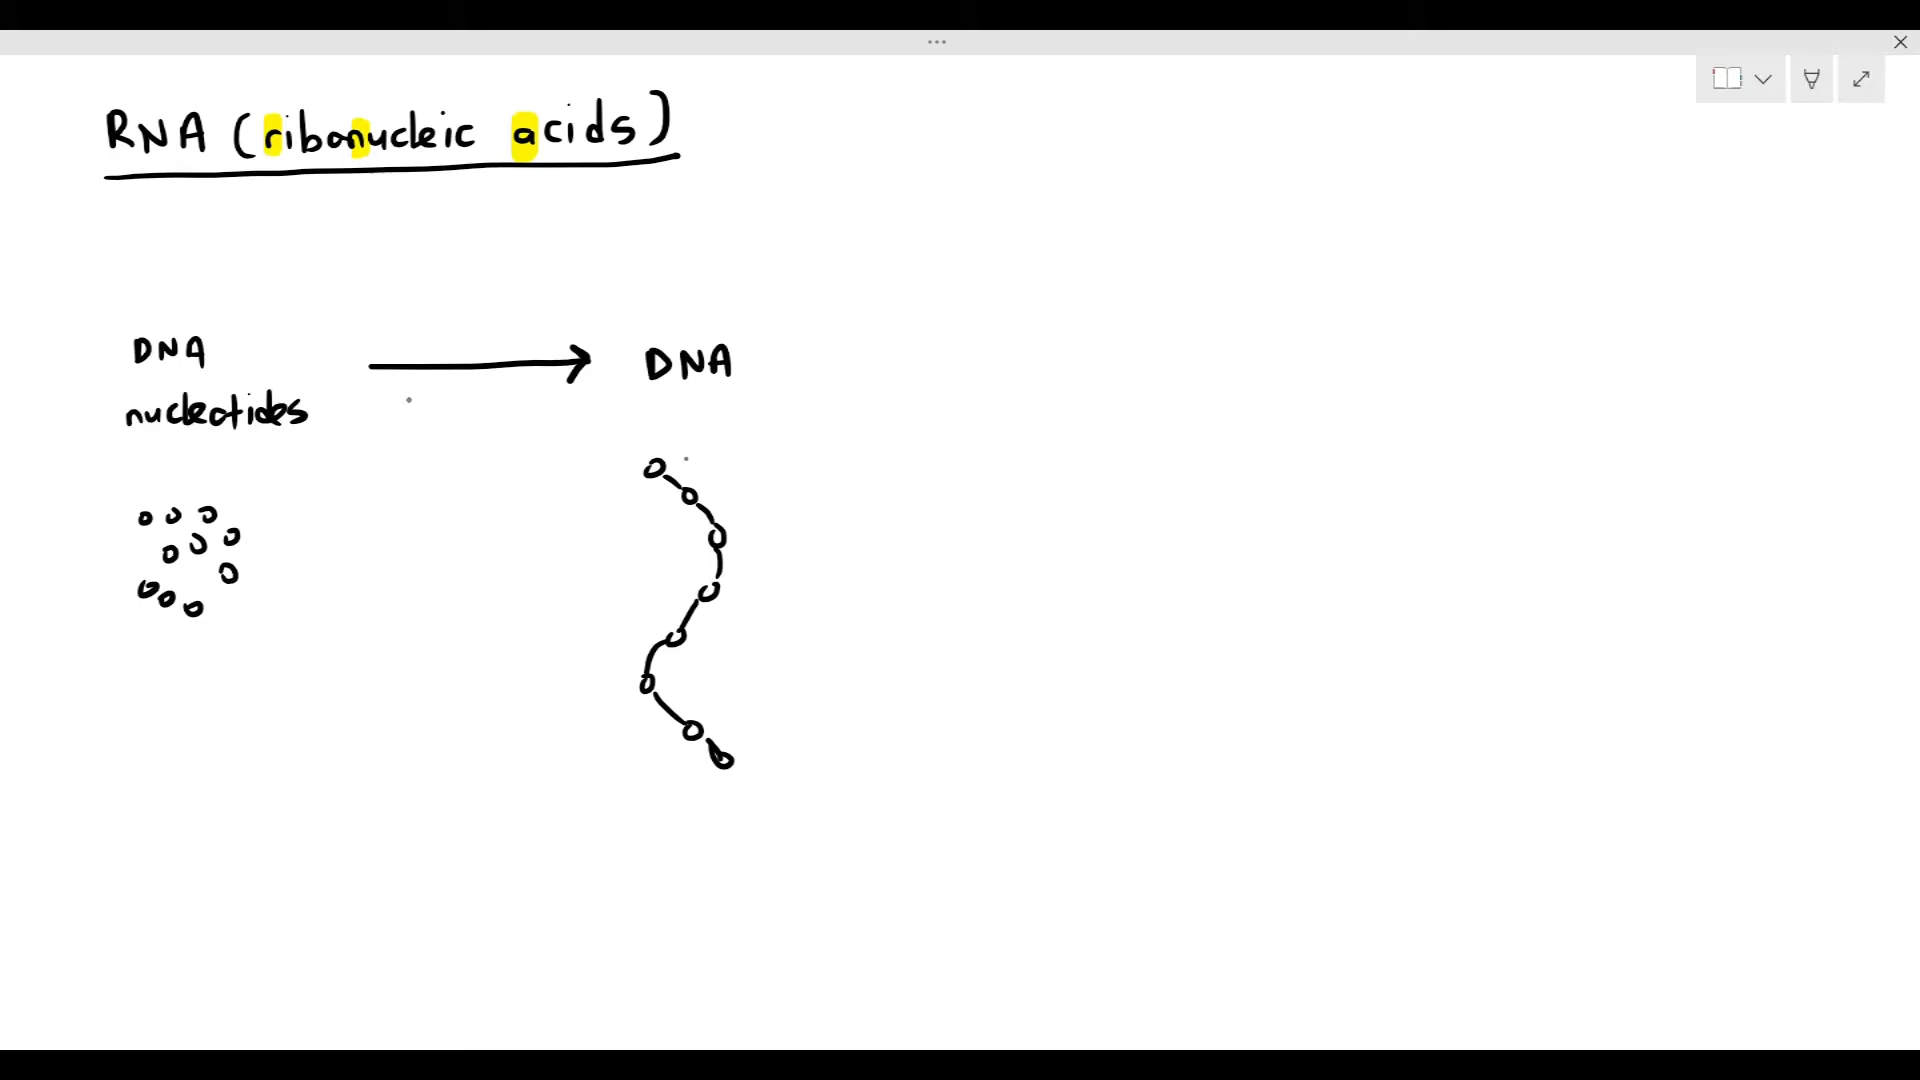 RNA (ribonucleic acids)
DNA
nucleotides
DNA